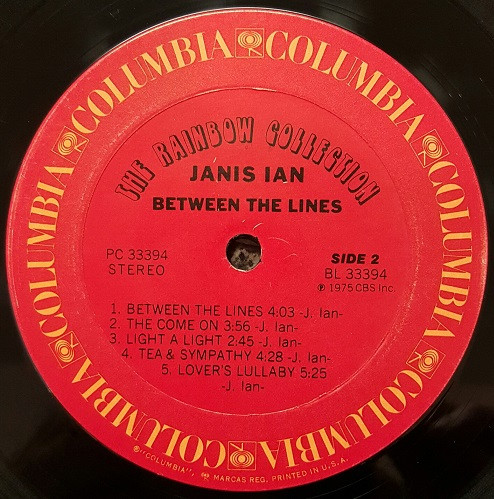 COLUMBIA COLUMBIA COLUMBIA COLUMBIA COLUMBIA COLUMBIA
THE RAINBOW COLLECTION
JANIS IAN
BETWEEN THE LINES
PC 33394
STEREO
SIDE 2
BL 33394
℗ 1975 CBS Inc.
1. BETWEEN THE LINES 4:03 -J. Ian-
2. THE COME ON 3:56 -J. Ian-
3. LIGHT A LIGHT 2:45 -J. Ian-
4. TEA & SYMPATHY 4:28 -J. Ian-
5. LOVER'S LULLABY 5:25
-J. Ian-
®"COLUMBIA", MARCAS REG. PRINTED IN U.S.A.